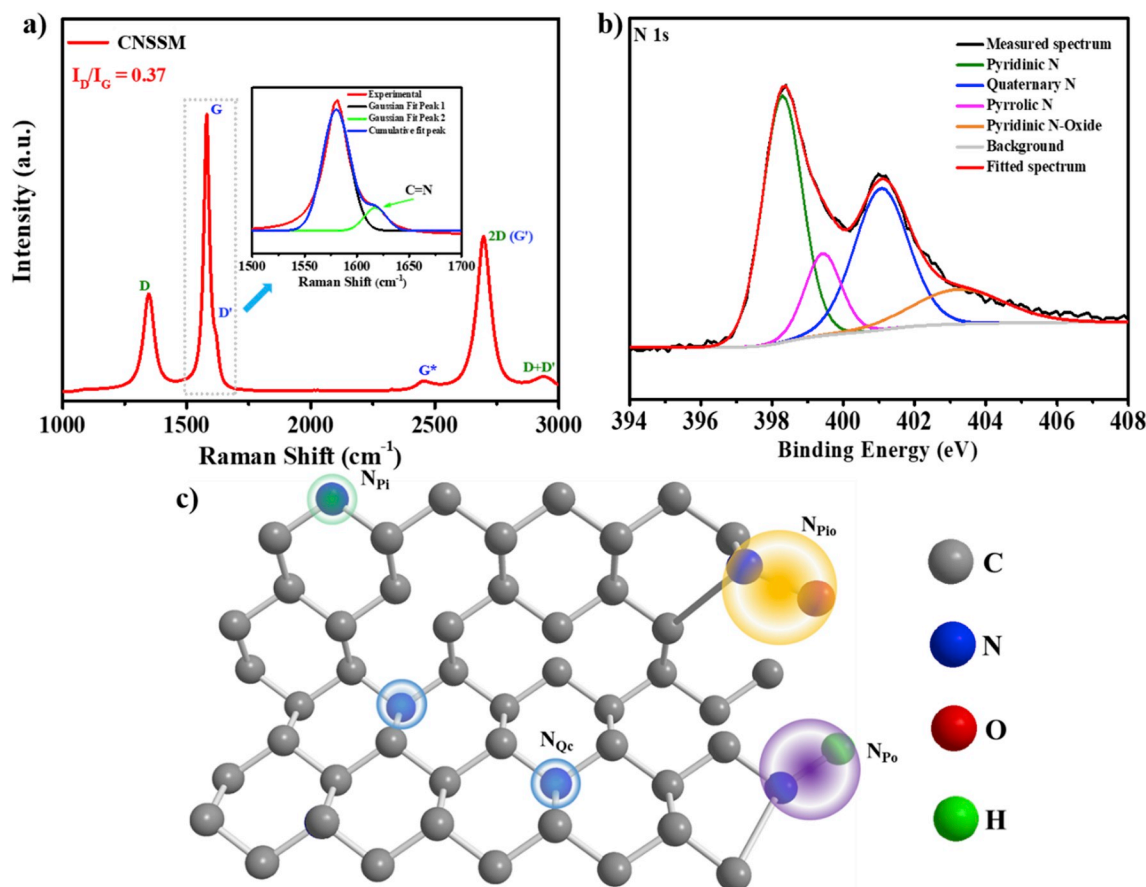 a)
CNSSM
I_D/I_G = 0.37
G
Experimental
Gaussian Fit Peak 1
Gaussian Fit Peak 2
Cumulative fit peak
C=N
1500 1550 1600 1650 1700
Raman Shift (cm⁻¹)
2D (G')
D
D'
G*
D+D'
Intensity (a.u.)
1000 1500 2000 2500 3000
Raman Shift (cm⁻¹)
b)
N 1s
Measured spectrum
Pyridinic N
Quaternary N
Pyrrolic N
Pyridinic N-Oxide
Background
Fitted spectrum
394 396 398 400 402 404 406 408
Binding Energy (eV)
c)
N_Pi
N_Pio
N_Qc
N_Po
C
N
O
H